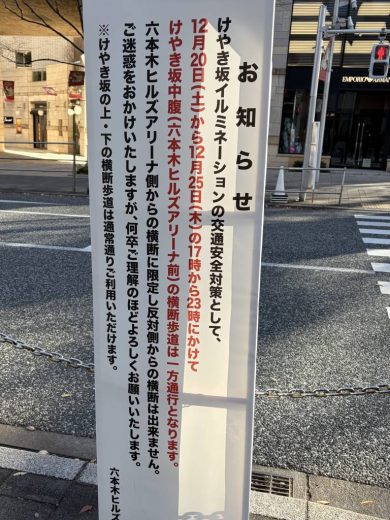 お知らせ
けやき坂イルミネーションの交通安全対策として、
12月20日(土)から12月25日(木)の17時から23時にかけて
けやき坂中腹(六本木ヒルズアリーナ前)の横断歩道は一方通行となります。
六本木ヒルズアリーナ側からの横断に限定し反対側からの横断は出来ません。
ご迷惑をおかけいたしますが、何卒ご理解のほどよろしくお願いいたします。
※けやき坂の上・下の横断歩道は通常通りご利用いただけます。
六本木ヒルズ
EMPORIO ARMANI